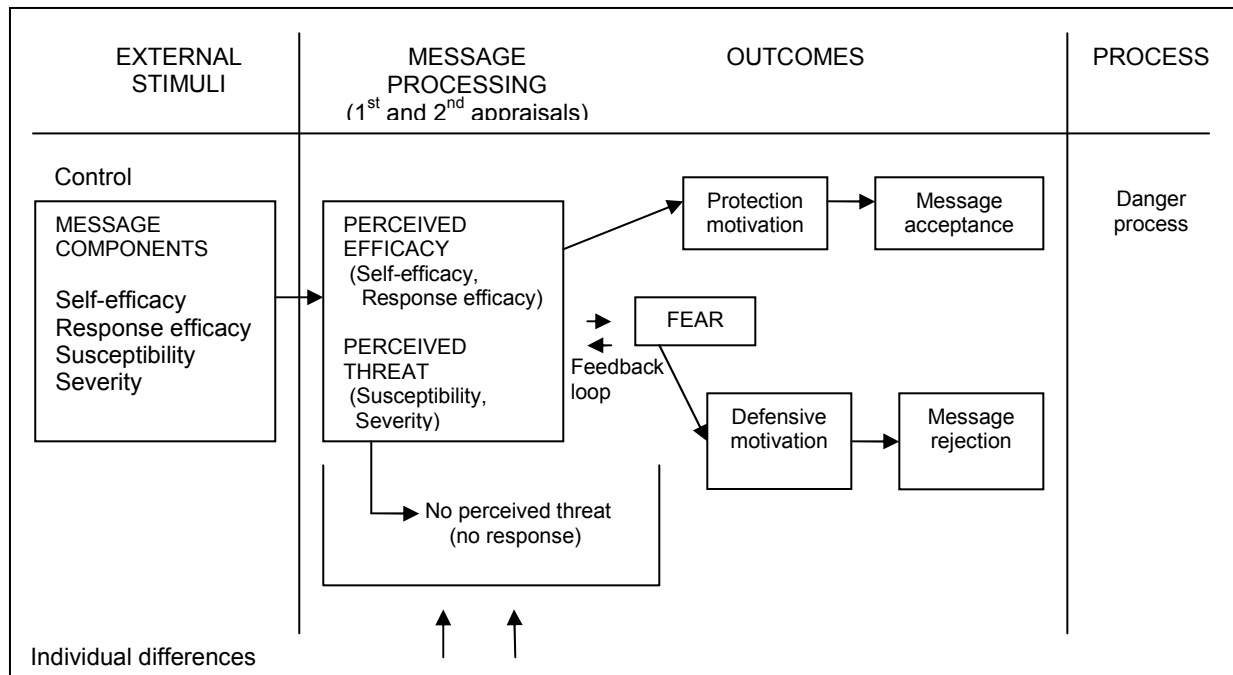 EXTERNAL
STIMULI
MESSAGE
PROCESSING
(1st and 2nd appraisals)
OUTCOMES
PROCESS
Control
MESSAGE
COMPONENTS
Self-efficacy
Response efficacy
Susceptibility
Severity
PERCEIVED
EFFICACY
(Self-efficacy,
Response efficacy)
PERCEIVED
THREAT
(Susceptibility,
Severity)
Protection
motivation
Message
acceptance
Danger
process
FEAR
Feedback
loop
Defensive
motivation
Message
rejection
No perceived threat
(no response)
Individual differences